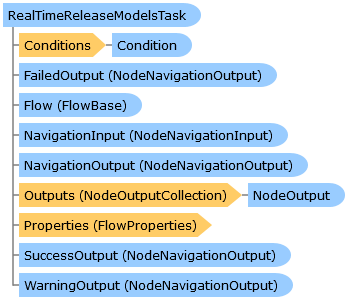 RealTimeReleaseModelsTask
Conditions Condition
FailedOutput (NodeNavigationOutput)
Flow (FlowBase)
NavigationInput (NodeNavigationInput)
NavigationOutput (NodeNavigationOutput)
Outputs (NodeOutputCollection) NodeOutput
Properties (FlowProperties)
SuccessOutput (NodeNavigationOutput)
WarningOutput (NodeNavigationOutput)